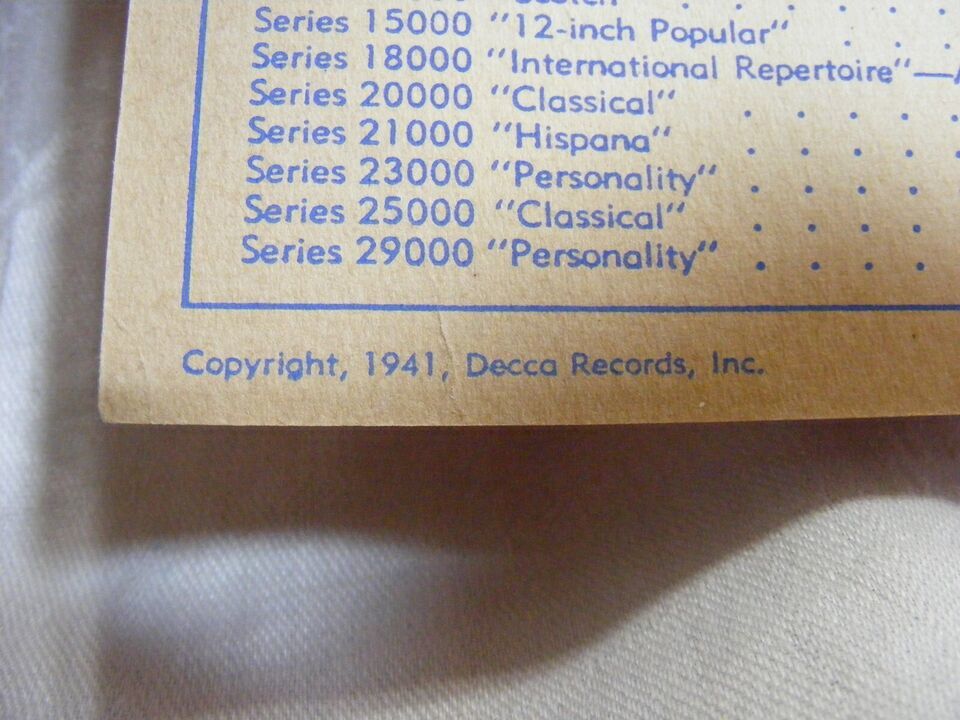 Series 15000 "12-inch Popular" . . .
Series 18000 "International Repertoire"—
Series 20000 "Classical" . . . . .
Series 21000 "Hispana" . . . . .
Series 23000 "Personality" . . . . .
Series 25000 "Classical" . . . .
Series 29000 "Personality" . . . .
Copyright, 1941, Decca Records, Inc.